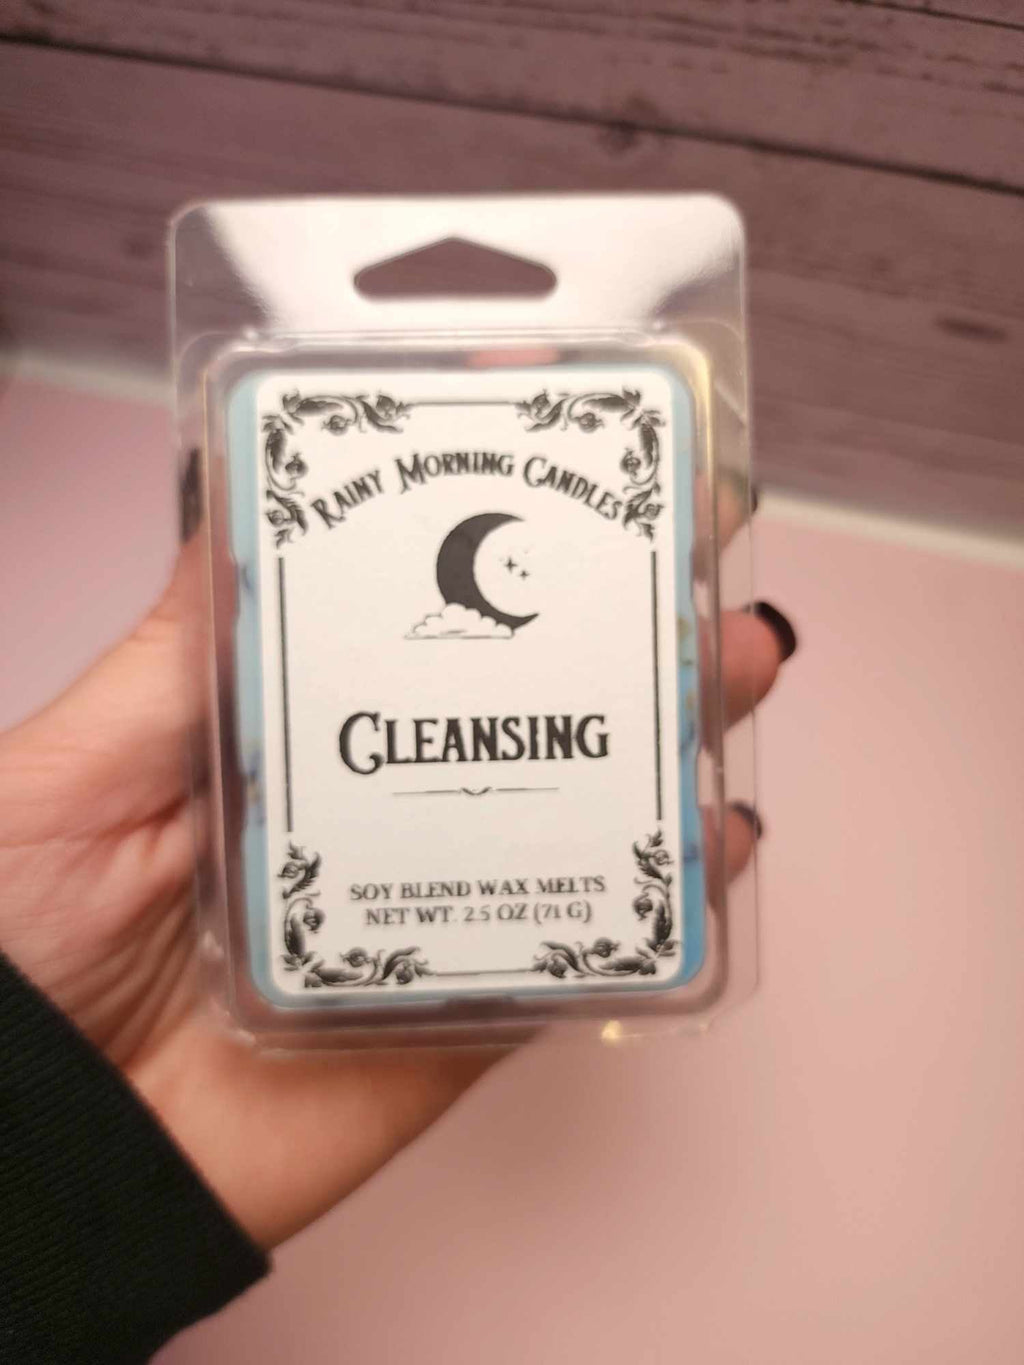 Rainy Morning Candles
Cleansing
SOY BLEND WAX MELTS
NET WT. 2.5 OZ (71 G)